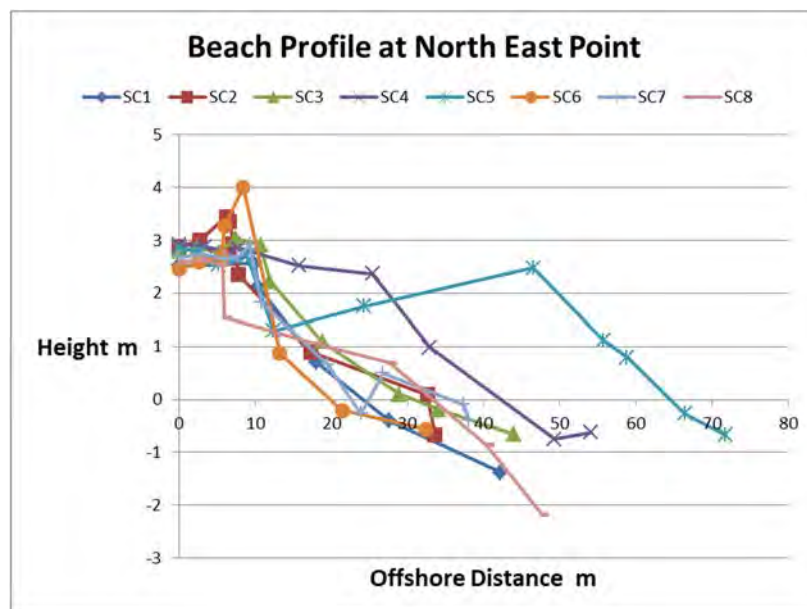 Beach Profile at North East Point
SC1 SC2 SC3 SC4 SC5 SC6 SC7 SC8
5
4
3
2
1
0
-1
-2
-3
Height m
0 10 20 30 40 50 60 70 80
Offshore Distance m